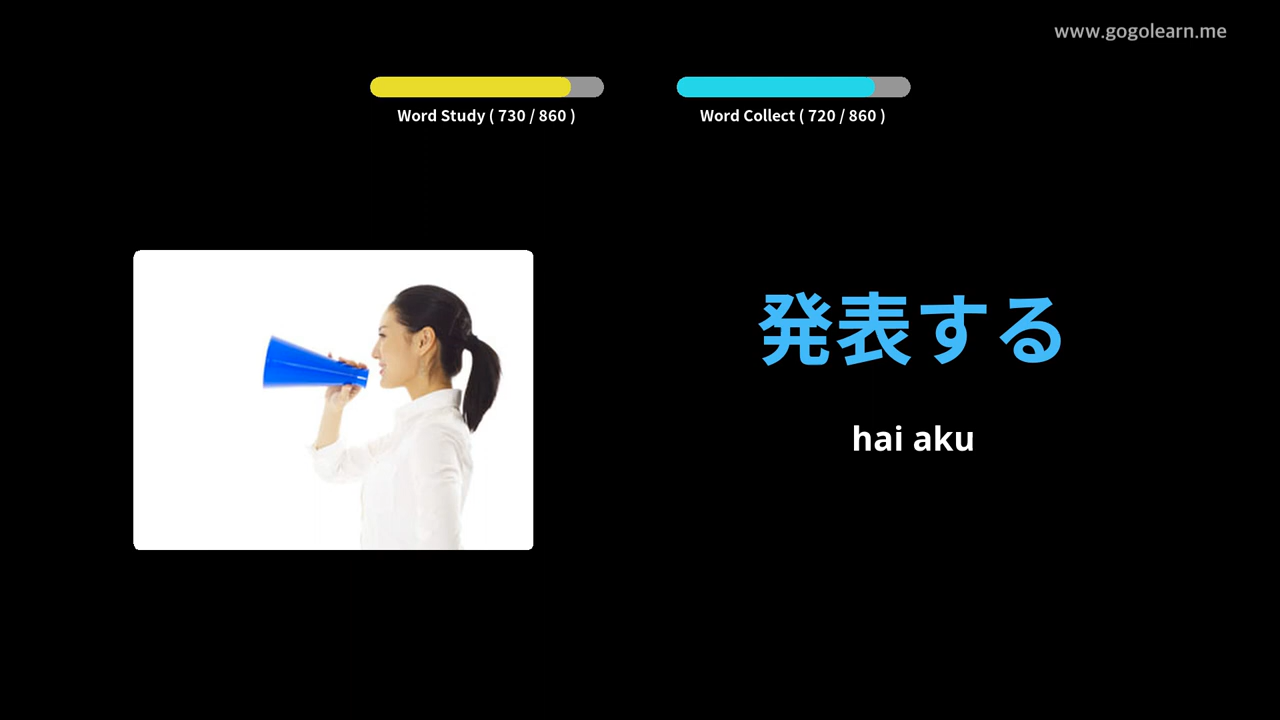 www.gogolearn.me
Word Study ( 730 / 860 )
Word Collect ( 720 / 860 )
発表する
hai aku